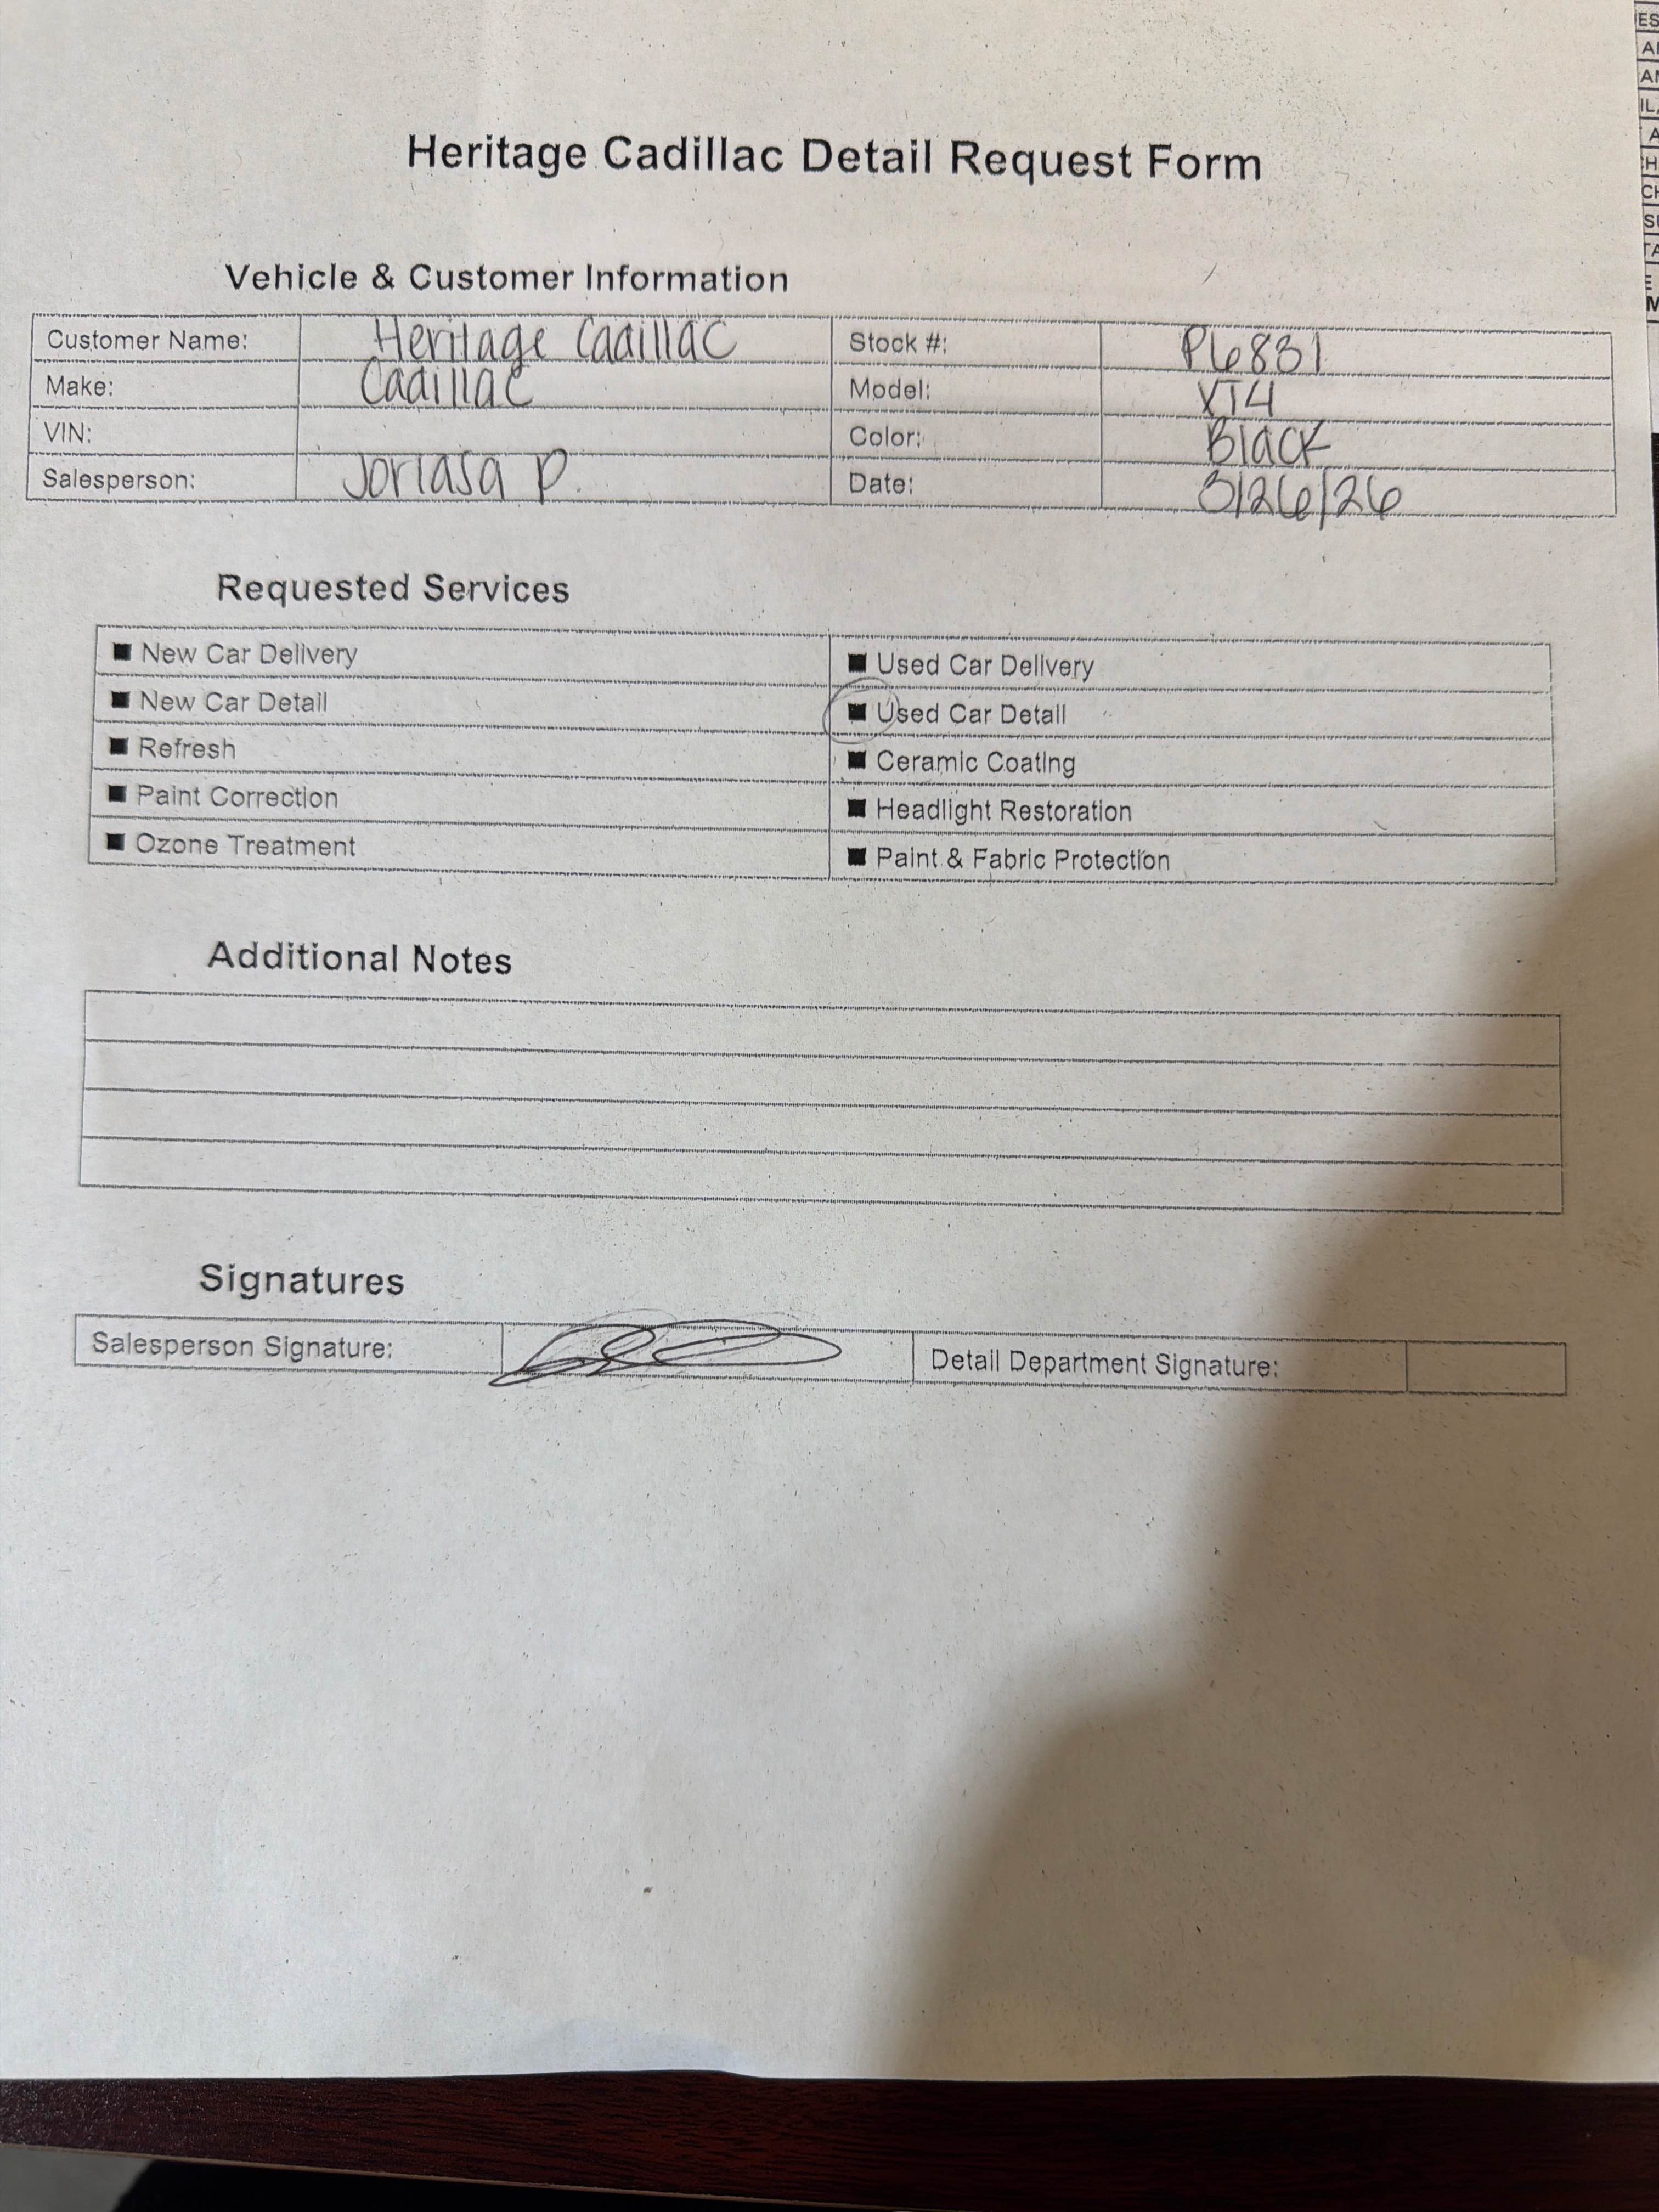 Heritage Cadillac Detail Request Form
Vehicle & Customer Information
Customer Name: Heritage Cadillac Stock #: P6831
Make: Cadillac Model: XT4
VIN: Color: Black
Salesperson: P. Date: 3/26/26
Requested Services
■ New Car Delivery ■ Used Car Delivery
■ New Car Detail ■ Used Car Detail
■ Refresh ■ Ceramic Coating
■ Paint Correction ■ Headlight Restoration
■ Ozone Treatment ■ Paint & Fabric Protection
Additional Notes
Signatures
Salesperson Signature: Detail Department Signature: